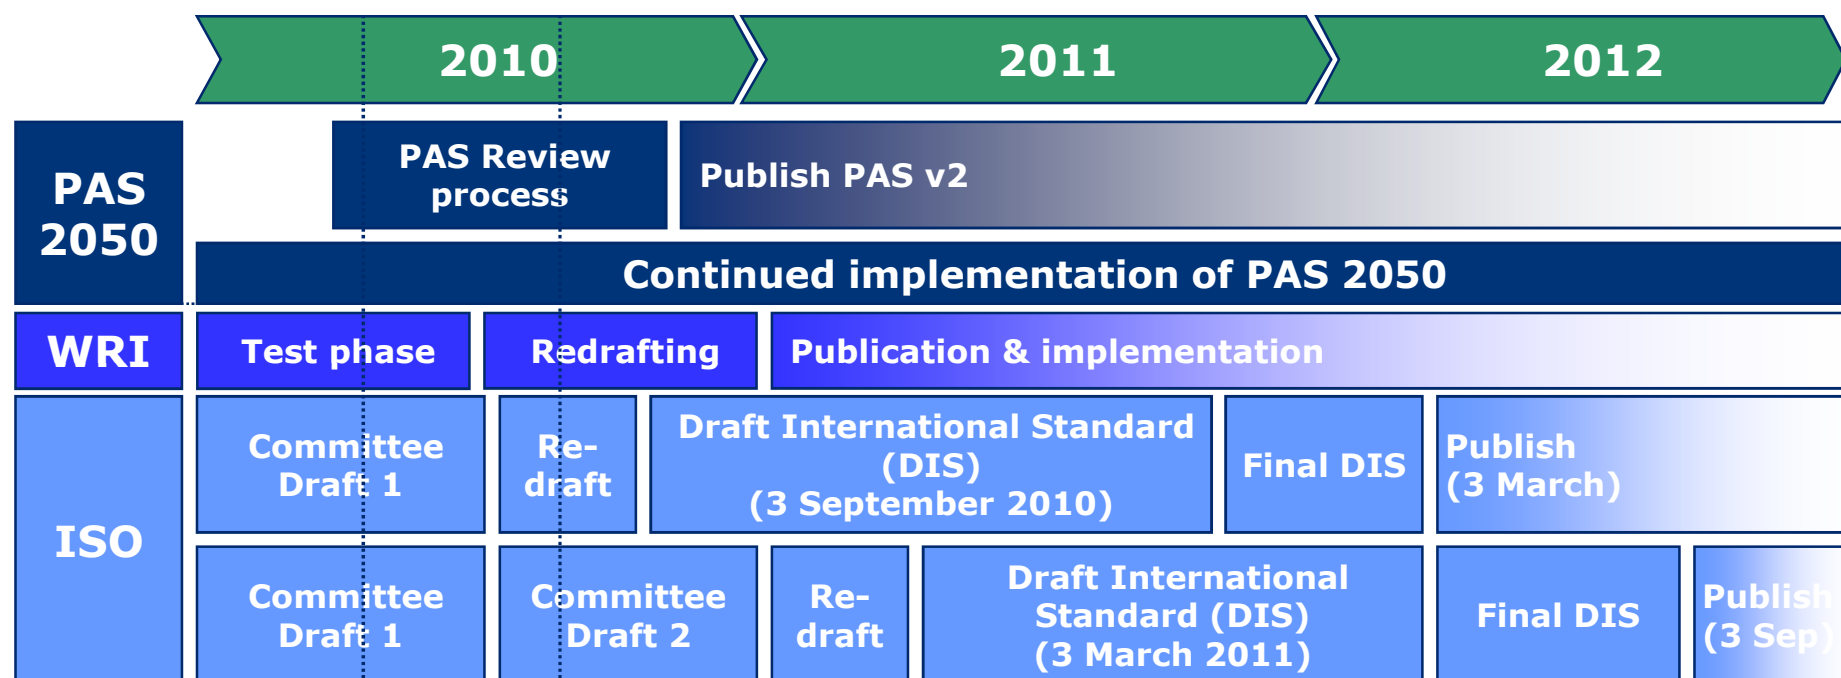 2010
2011
2012
PAS
2050
PAS Review
process
Publish PAS v2
Continued implementation of PAS 2050
WRI
Test phase
Redrafting
Publication & implementation
ISO
Committee
Draft 1
Re-
draft
Draft International Standard
(DIS)
(3 September 2010)
Final DIS
Publish
(3 March)
Committee
Draft 1
Committee
Draft 2
Re-
draft
Draft International
Standard (DIS)
(3 March 2011)
Final DIS
Publish
(3 Sep)